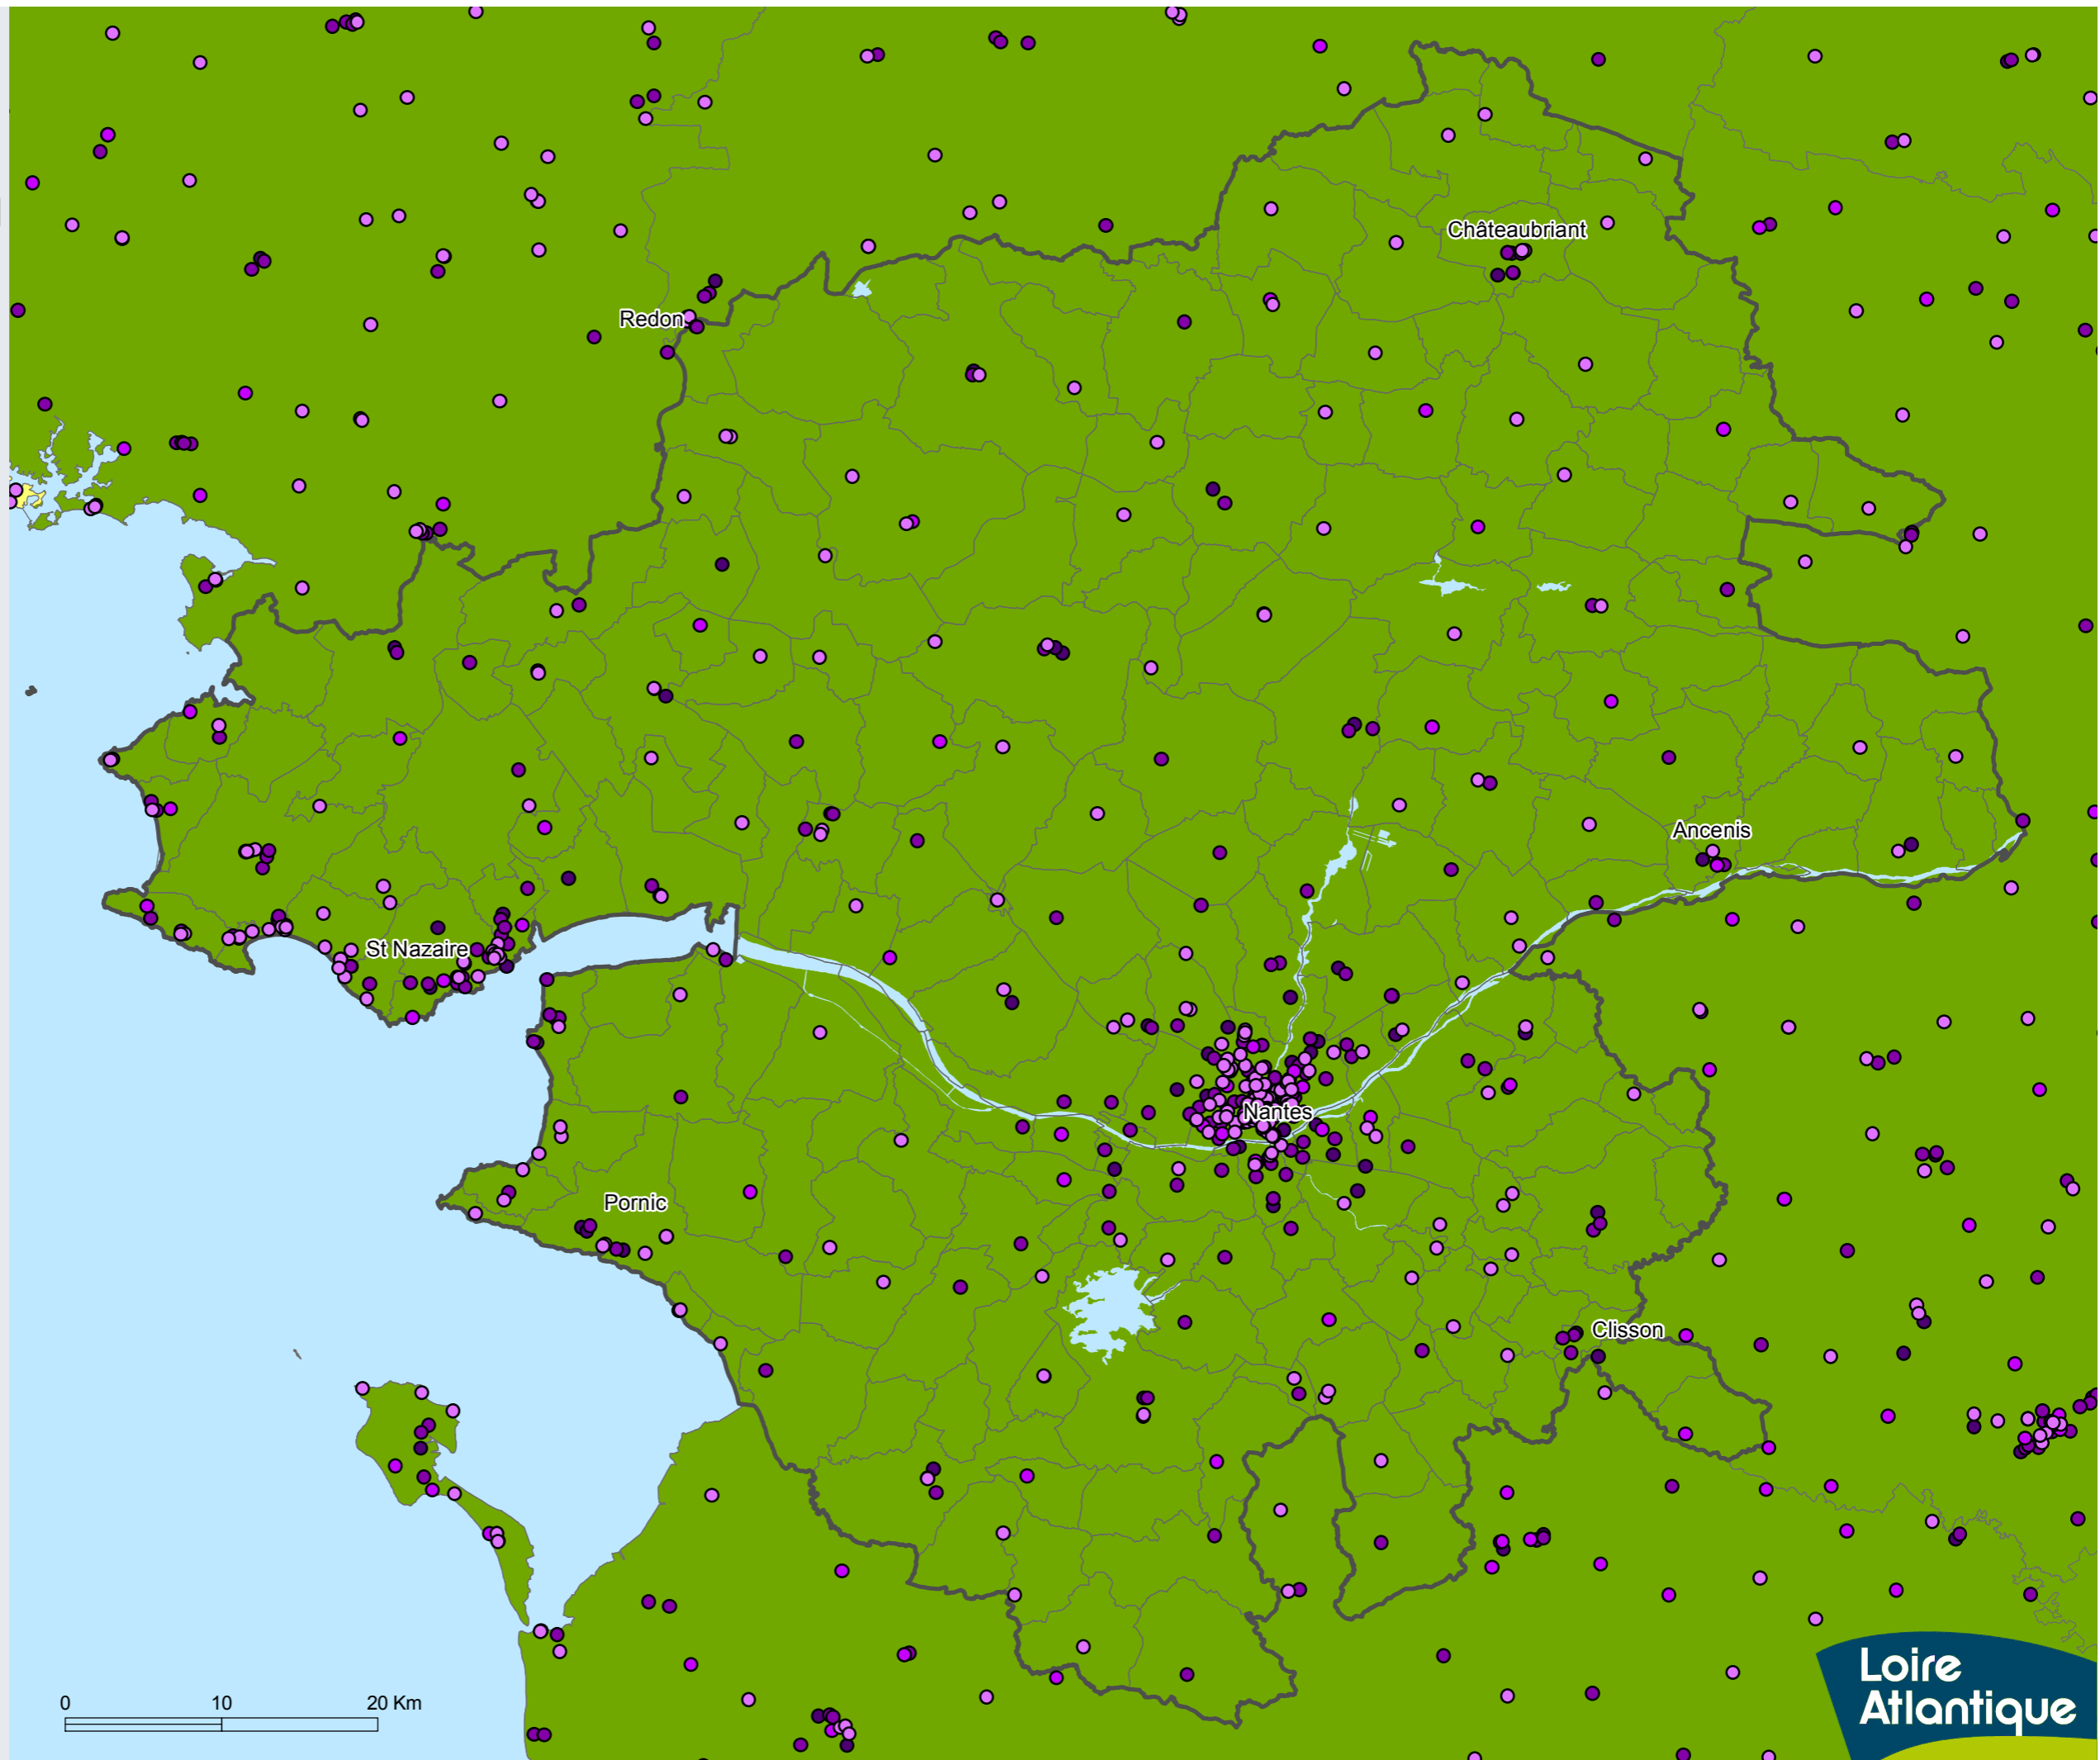 Châteaubriant
Redon
Ancenis
St Nazaire
Nantes
Pornic
Clisson
0 10 20 Km
Loire
Atlantique